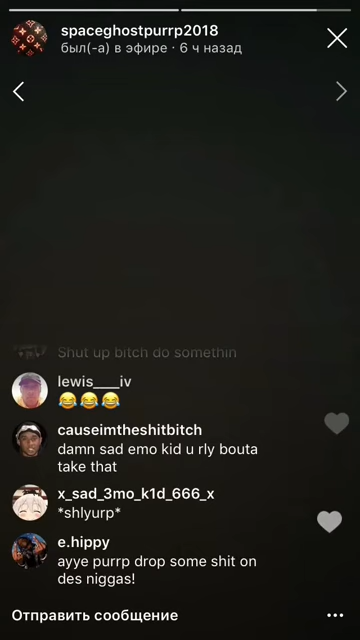 spaceghostpurrp2018
был(-а) в эфире · 6 ч назад
Shut up bitch do somethin
lewis____iv
😂😂😂
causeimtheshitbitch
damn sad emo kid u rly bouta
take that
x_sad_3mo_k1d_666_x
*shlyurp*
e.hippy
ayye purrp drop some shit on
des niggas!
Отправить сообщение